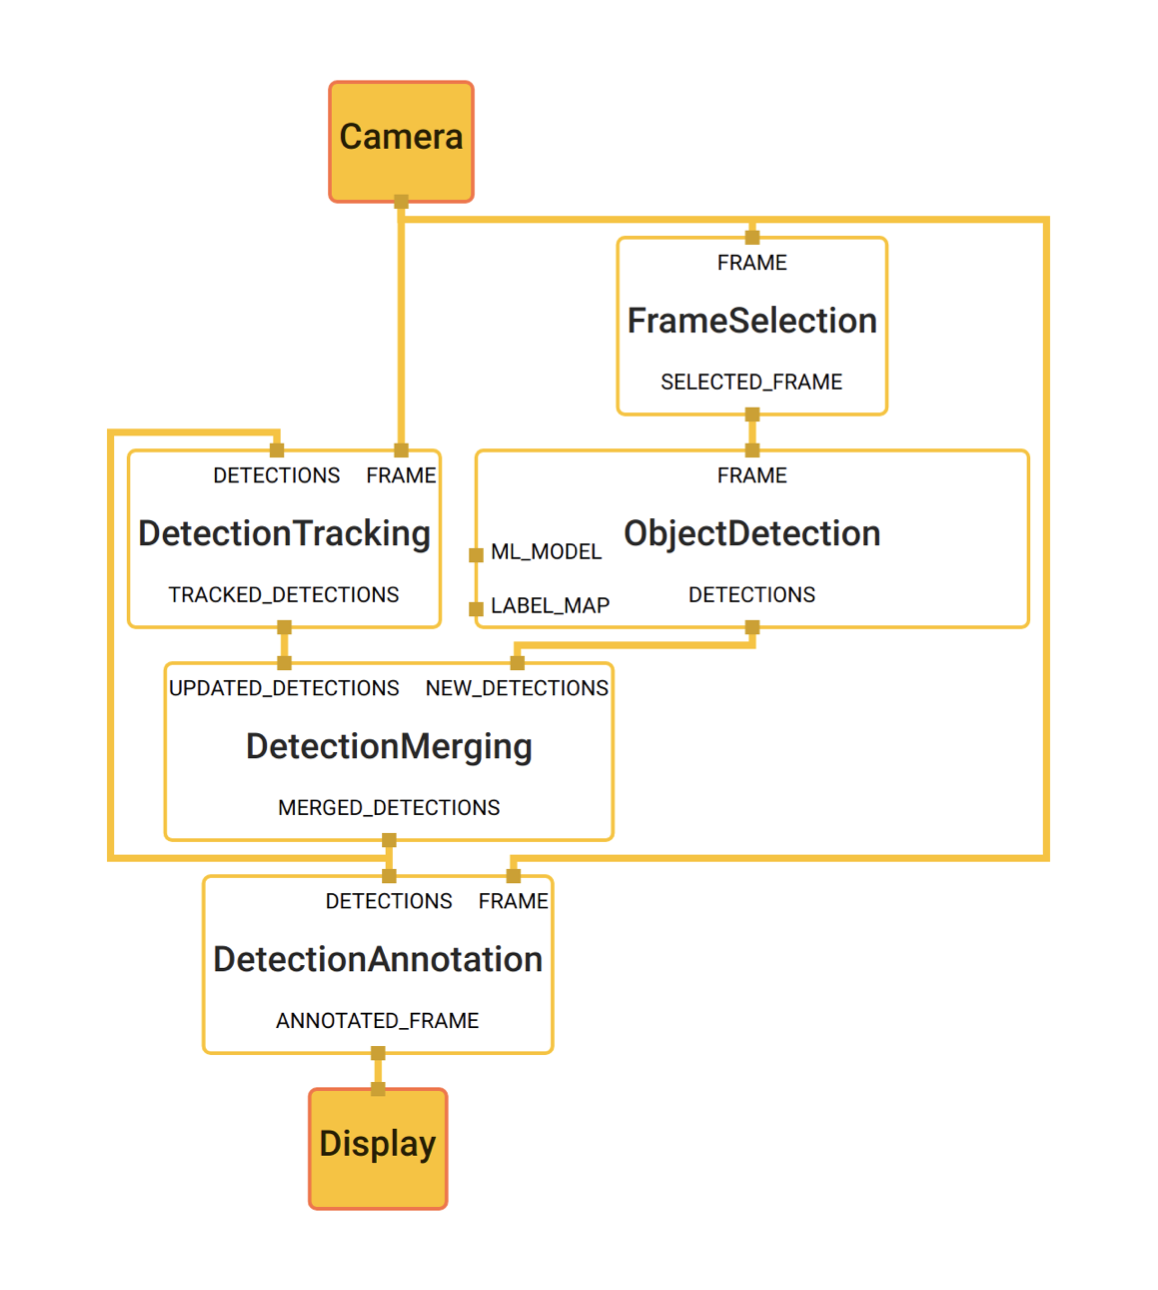 Camera
FRAME
FrameSelection
SELECTED_FRAME
DETECTIONS FRAME
DetectionTracking
TRACKED_DETECTIONS
FRAME
ObjectDetection
ML_MODEL
LABEL_MAP
DETECTIONS
UPDATED_DETECTIONS NEW_DETECTIONS
DetectionMerging
MERGED_DETECTIONS
DETECTIONS FRAME
DetectionAnnotation
ANNOTATED_FRAME
Display